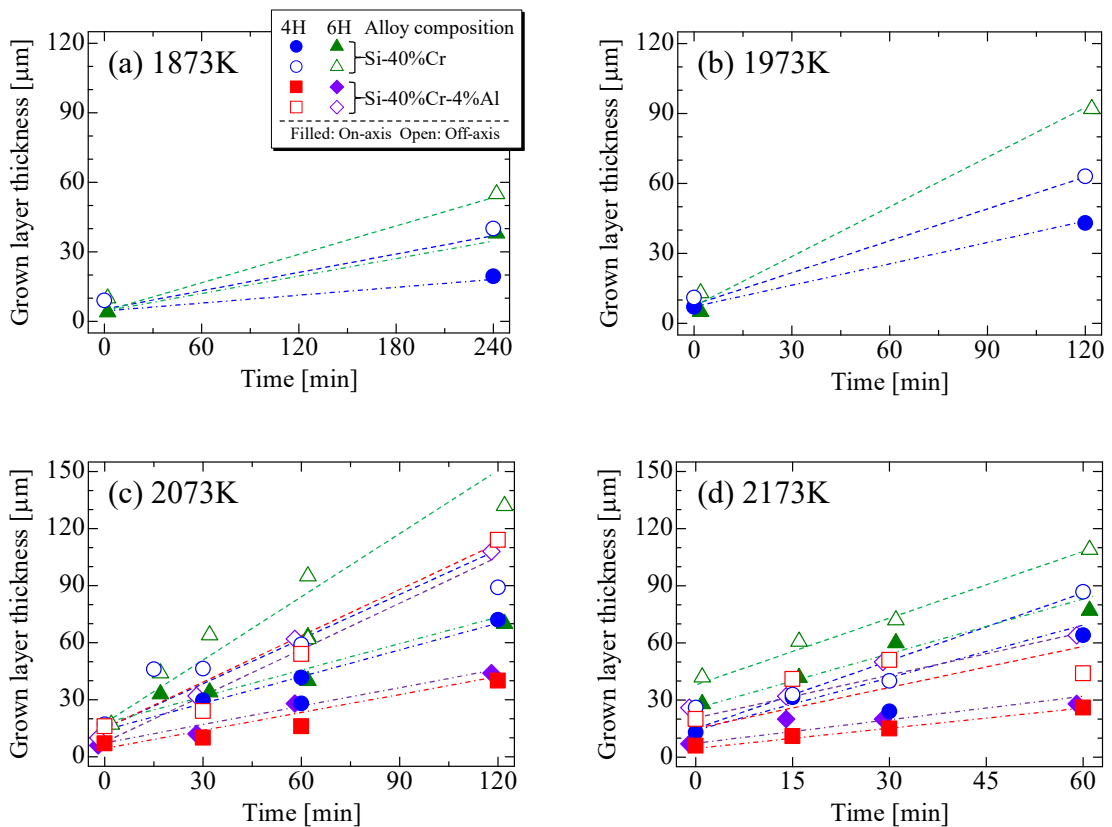 4H 6H Alloy composition
Si-40%Cr
Si-40%Cr-4%Al
Filled: On-axis Open: Off-axis
(a) 1873K
Grown layer thickness [μm]
120
90
60
30
0
0 60 120 180 240
Time [min]
(b) 1973K
Grown layer thickness [μm]
120
90
60
30
0
0 30 60 90 120
Time [min]
(c) 2073K
Grown layer thickness [μm]
150
120
90
60
30
0
0 30 60 90 120
Time [min]
(d) 2173K
Grown layer thickness [μm]
150
120
90
60
30
0
0 15 30 45 60
Time [min]